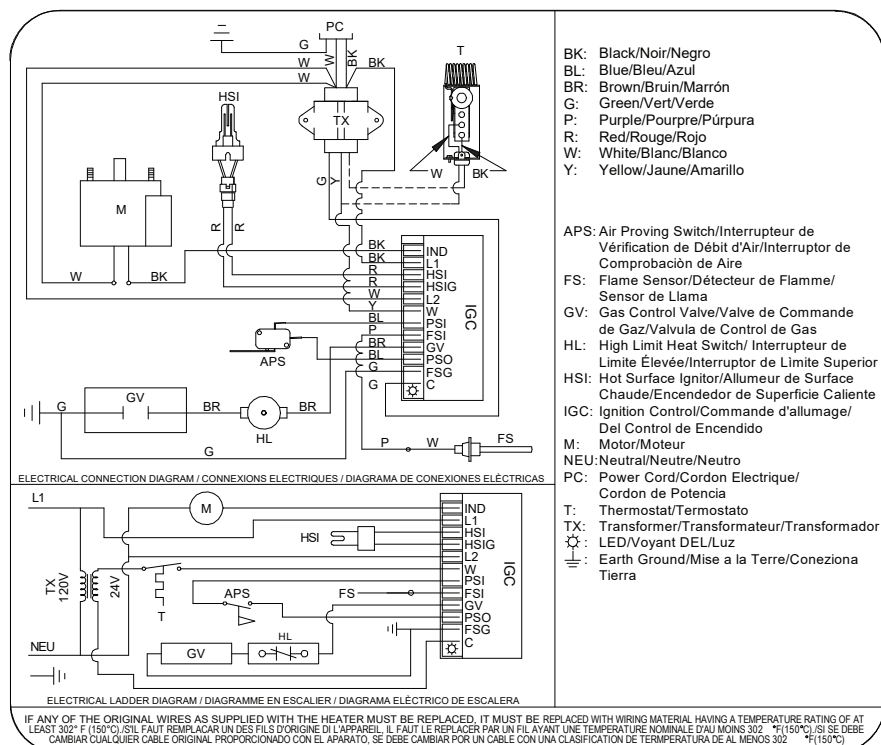 PC
G
W
BK
W
W
BK
T
HSI
TX
G
Y
W
BK
M
R
R
W
BK
BK
BK
R
R
W
Y
BL
P
BR
BL
G
G
IND
L1
HSI
HSIG
L2
W
PSI
FSI
GV
PSO
FSG
C
IGC
APS
GV
G
BR
BR
HL
G
P
W
FS
ELECTRICAL CONNECTION DIAGRAM / CONNEXIONS ELECTRIQUES / DIAGRAMA DE CONEXIONES ELÈCTRICAS
L1
M
HSI
TX
120V
24V
T
APS
FS
HL
GV
NEU
IND
L1
HSI
HSIG
L2
W
PSI
FSI
GV
PSO
FSG
C
IGC
ELECTRICAL LADDER DIAGRAM / DIAGRAMME EN ESCALIER / DIAGRAMA ELÈCTRICO DE ESCALERA
BK: Black/Noir/Negro
BL: Blue/Bleu/Azul
BR: Brown/Bruin/Marrón
G: Green/Vert/Verde
P: Purple/Pourpre/Púrpura
R: Red/Rouge/Rojo
W: White/Blanc/Blanco
Y: Yellow/Jaune/Amarillo
APS: Air Proving Switch/Interrupteur de
Vérification de Débit d'Air/Interruptor de
Comprobaciòn de Aire
FS: Flame Sensor/Détecteur de Flamme/
Sensor de Llama
GV: Gas Control Valve/Valve de Commande
de Gaz/Valvula de Control de Gas
HL: High Limit Heat Switch/ Interrupteur de
Limite Élevée/Interruptor de Lìmite Superior
HSI: Hot Surface Ignitor/Allumeur de Surface
Chaude/Encendedor de Superficie Caliente
IGC: Ignition Control/Commande d'allumage/
Del Control de Encendido
M: Motor/Moteur
NEU: Neutral/Neutre/Neutro
PC: Power Cord/Cordon Electrique/
Cordon de Potencia
T: Thermostat/Termostato
TX: Transformer/Transformateur/Transformador
: LED/Voyant DEL/Luz
: Earth Ground/Mise a la Terre/Coneziona
Tierra
IF ANY OF THE ORIGINAL WIRES AS SUPPLIED WITH THE HEATER MUST BE REPLACED, IT MUST BE REPLACED WITH WIRING MATERIAL HAVING A TEMPERATURE RATING OF AT
LEAST 302° F (150°C)./S'IL FAUT REMPLACAR UN DES FILS D'ORIGINE DI L'APPAREIL, IL FAUT LE REPLACER PAR UN FIL AYANT UNE TEMPERATURE NOMINALE D'AU MOINS 302 °F(150°C)./SI SE DEBE
CAMBIAR CUALQUIER CABLE ORIGINAL PROPORCIONADO CON EL APARATO, SE DEBE CAMBIAR POR UN CABLE CON UNA CLASIFICATION DE TERMPERATURA DE AL MENOS 302 °F(150°C)